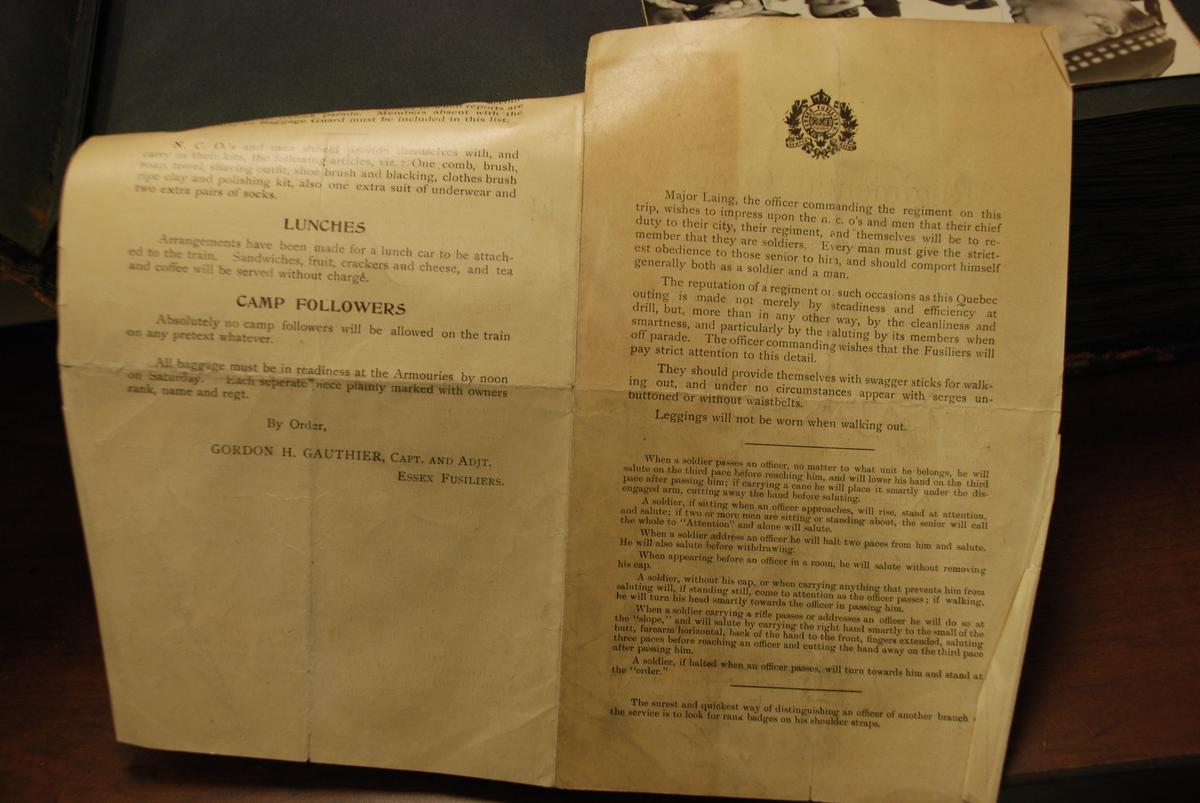 parade. Members absent with the
Baggage Guard must be included in this list.
N. C. O.'s and men should provide themselves with, and
carry in their kits, the following articles, viz.: One comb, brush,
soap, towel, shaving outfit, shoe brush and blacking, clothes brush
pipe clay and polishing kit, also one extra suit of underwear and
two extra pairs of socks.
LUNCHES
Arrangements have been made for a lunch car to be attach-
ed to the train. Sandwiches, fruit, crackers and cheese, and tea
and coffee will be served without charge.
CAMP FOLLOWERS
Absolutely no camp followers will be allowed on the train
on any pretext whatever.
All baggage must be in readiness at the Armouries by noon
on Saturday. Each seperate piece plainly marked with owners
rank, name and regt.
By Order,
GORDON H. GAUTHIER, CAPT. AND ADJT.
ESSEX FUSILIERS.
Major Laing, the officer commanding the regiment on this
trip, wishes to impress upon the n. c. o's and men that their chief
duty to their city, their regiment, and themselves will be to re-
member that they are soldiers. Every man must give the strict-
est obedience to those senior to him, and should comport himself
generally both as a soldier and a man.
The reputation of a regiment on such occasions as this Quebec
outing is made not merely by steadiness and efficiency at
drill, but, more than in any other way, by the cleanliness and
smartness, and particularly by the saluting by its members when
off parade. The officer commanding wishes that the Fusiliers will
pay strict attention to this detail.
They should provide themselves with swagger sticks for walk-
ing out, and under no circumstances appear with serges un-
buttoned or without waistbelts.
Leggings will not be worn when walking out.
When a soldier passes an officer, no matter to what unit he belongs, he will
salute on the third pace before reaching him, and will lower his hand on the third
pace after passing him; if carrying a cane he will place it smartly under the dis-
engaged arm, cutting away the hand before saluting.
A soldier, if sitting when an officer approaches, will rise, stand at attention,
and salute; if two or more men are sitting or standing about, the senior will call
the whole to "Attention" and alone will salute.
When a soldier address an officer he will halt two paces from him and salute.
He will also salute before withdrawing.
When appearing before an officer in a room, he will salute without removing
his cap.
A soldier, without his cap, or when carrying anything that prevents him from
saluting will, if standing still, come to attention as the officer passes; if walking,
he will turn his head smartly towards the officer in passing him.
When a soldier carrying a rifle passes or addresses an officer he will do so at
the "slope," and will salute by carrying the right hand smartly to the small of the
butt, forearm horizontal, back of the hand to the front, fingers extended, saluting
three paces before reaching an officer and cutting the hand away on the third pace
after passing him.
A soldier, if halted when an officer passes, will turn towards him and stand at
the "order."
The surest and quickest way of distinguishing an officer of another branch
the service is to look for rank badges on his shoulder straps.